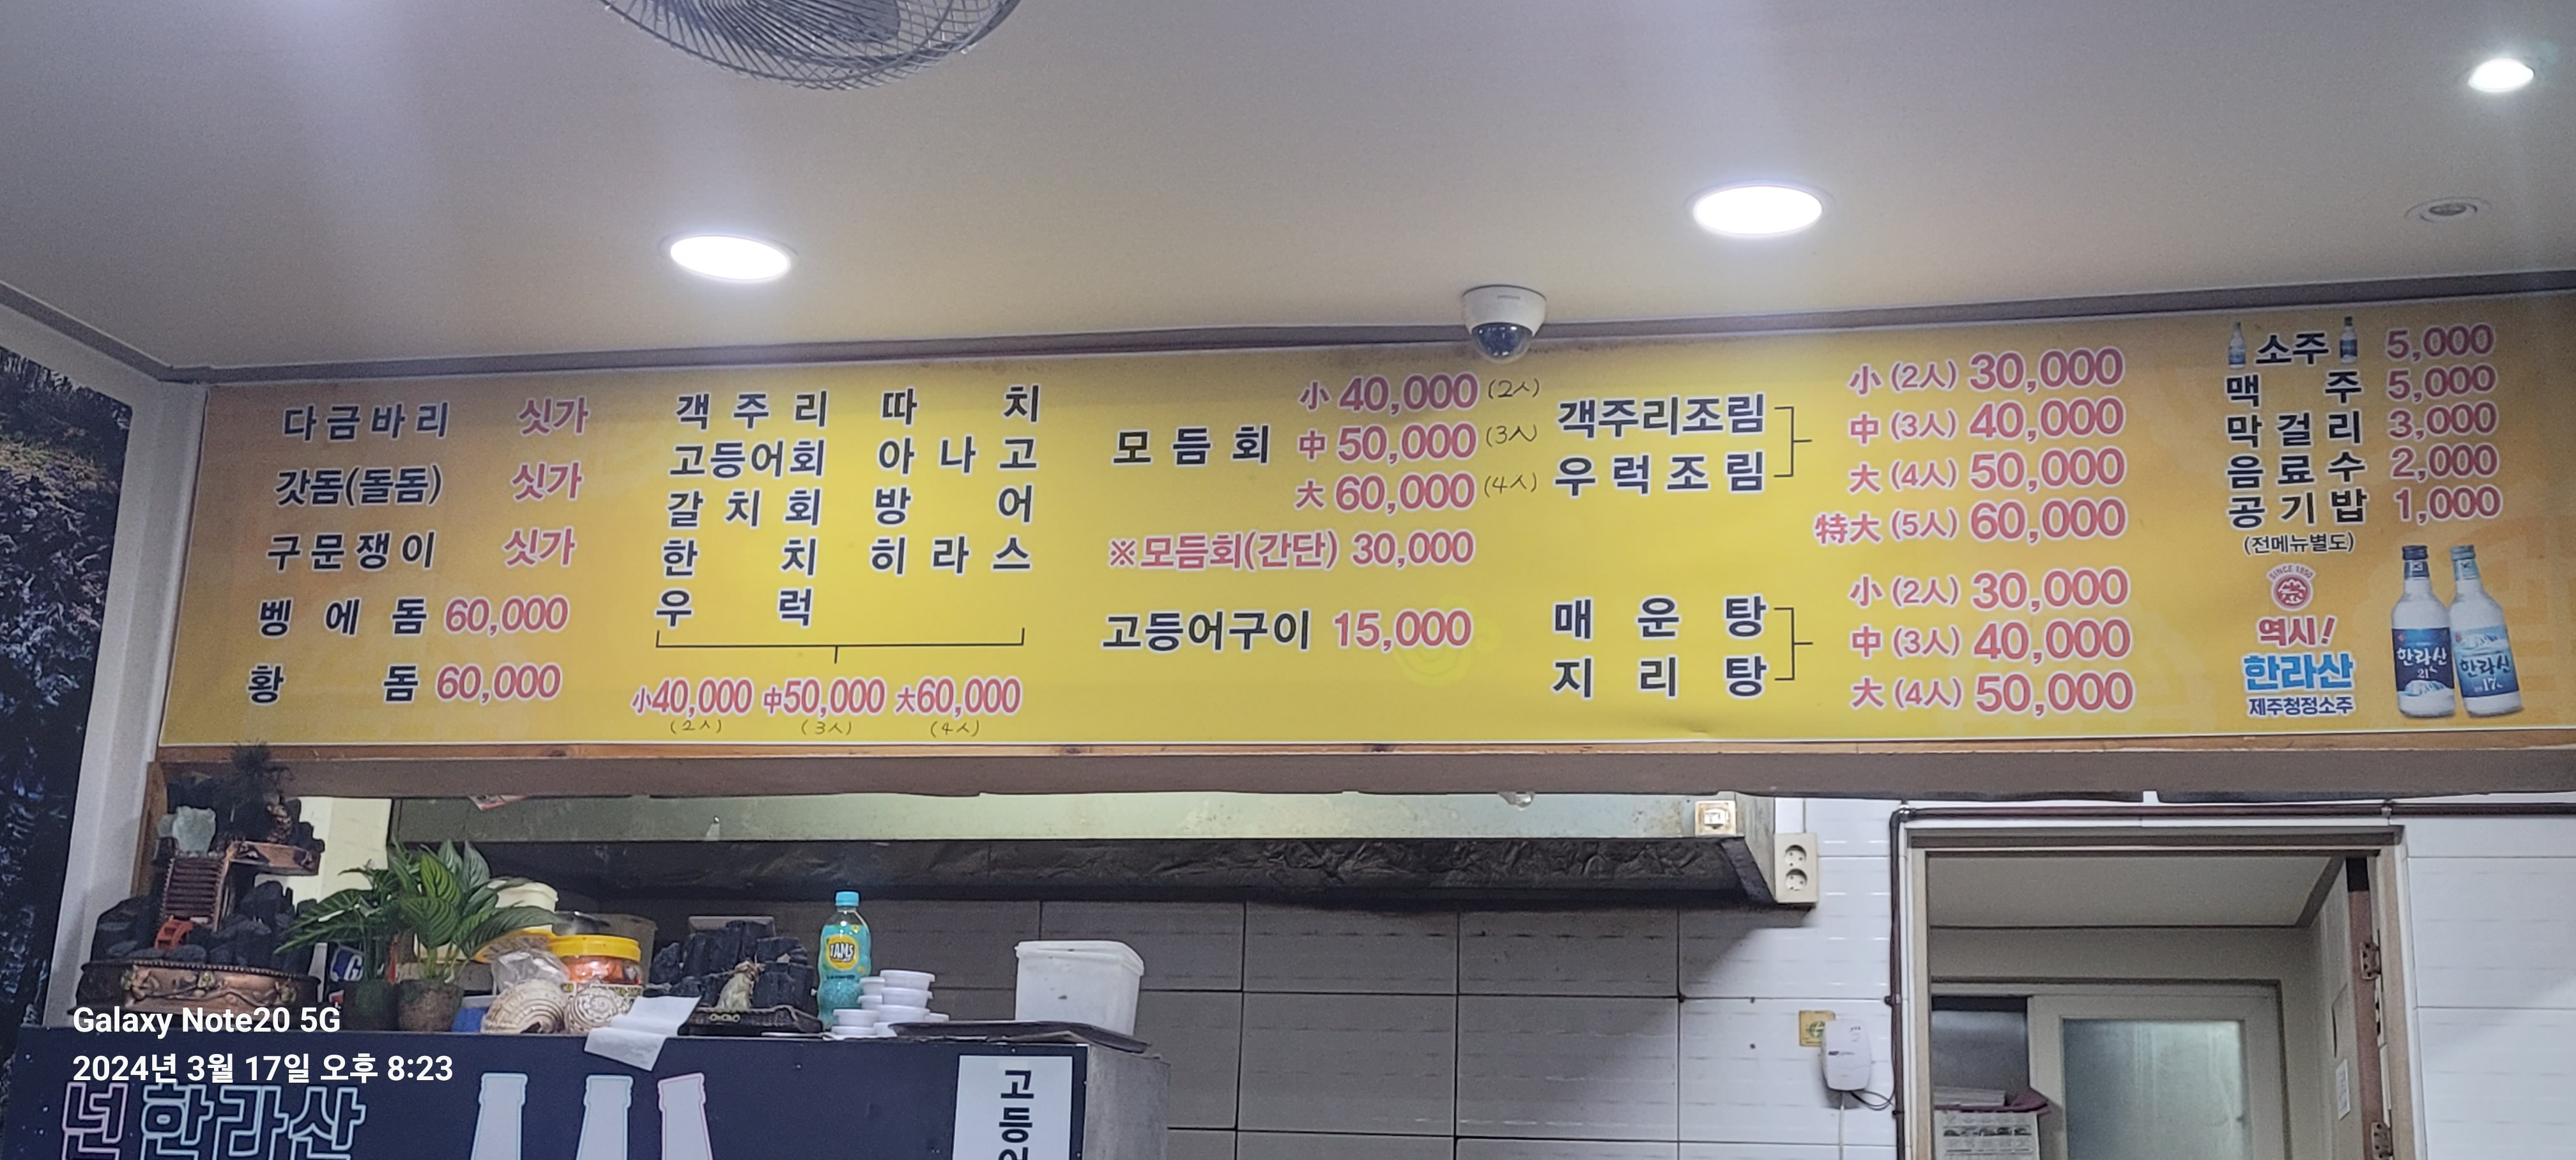 다금바리 싯가
갓돔(돌돔) 싯가
구문쟁이 싯가
벵에돔 60,000
황돔 60,000
객주리 따치
고등어회 아나고
갈치회 방어
한치 히라스
우럭
小40,000 中50,000 大60,000
(2人) (3人) (4人)
모듬회
小 40,000 (2人)
中 50,000 (3人)
大 60,000 (4人)
※모듬회(간단) 30,000
고등어구이 15,000
객주리조림
우럭조림
小 (2人) 30,000
中 (3人) 40,000
大 (4人) 50,000
特大 (5人) 60,000
매운탕
지리탕
小 (2人) 30,000
中 (3人) 40,000
大 (4人) 50,000
소주 5,000
맥주 5,000
막걸리 3,000
음료수 2,000
공기밥 1,000
(전메뉴별도)
SINCE 1950
역시!
한라산
제주청정소주
한라산
21
한라산
17
TAMS
Galaxy Note20 5G
2024년 3월 17일 오후 8:23
넌 한라산
고등